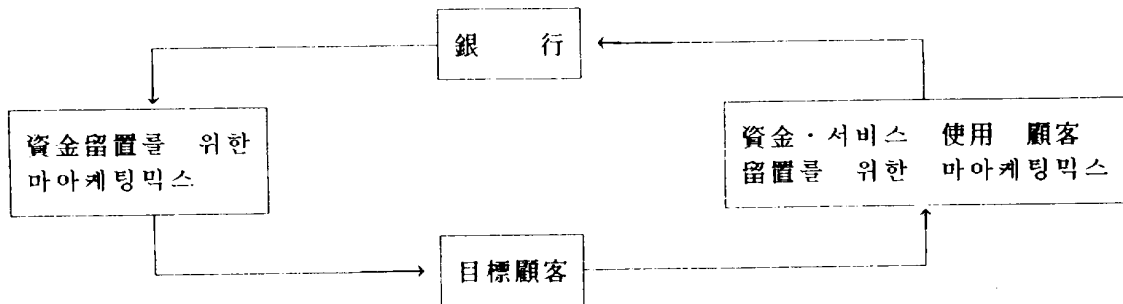 銀 行
資金留置를 위한
마아케팅믹스
資金·서비스 使用 顧客
留置를 위한 마아케팅믹스
目標顧客